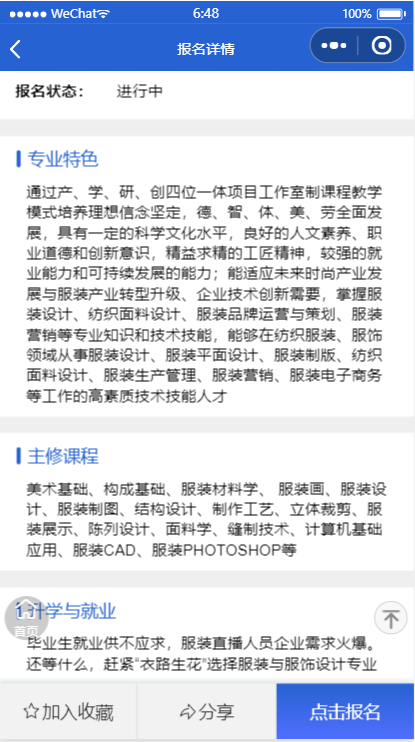 WeChat 6:48 100%
报名详情
报名状态： 进行中
专业特色
通过产、学、研、创四位一体项目工作室制课程教学
模式培养理想信念坚定，德、智、体、美、劳全面发
展，具有一定的科学文化水平，良好的人文素养、职
业道德和创新意识，精益求精的工匠精神，较强的就
业能力和可持续发展的能力；能适应未来时尚产业发
展与服装产业转型升级、企业技术创新需要，掌握服
装设计、纺织面料设计、服装品牌运营与策划、服装
营销等专业知识和技术技能，能够在纺织服装、服饰
领域从事服装设计、服装平面设计、服装制版、纺织
面料设计、服装生产管理、服装营销、服装电子商务
等工作的高素质技术技能人才
主修课程
美术基础、构成基础、服装材料学、 服装画、服装设
计、服装制图、结构设计、制作工艺、立体裁剪、服
装展示、陈列设计、面料学、缝制技术、计算机基础
应用、服装CAD、服装PHOTOSHOP等
升学与就业
首页
毕业生就业供不应求，服装直播人员企业需求火爆。
还等什么，赶紧“衣路生花”选择服装与服饰设计专业
加入收藏 分享 点击报名